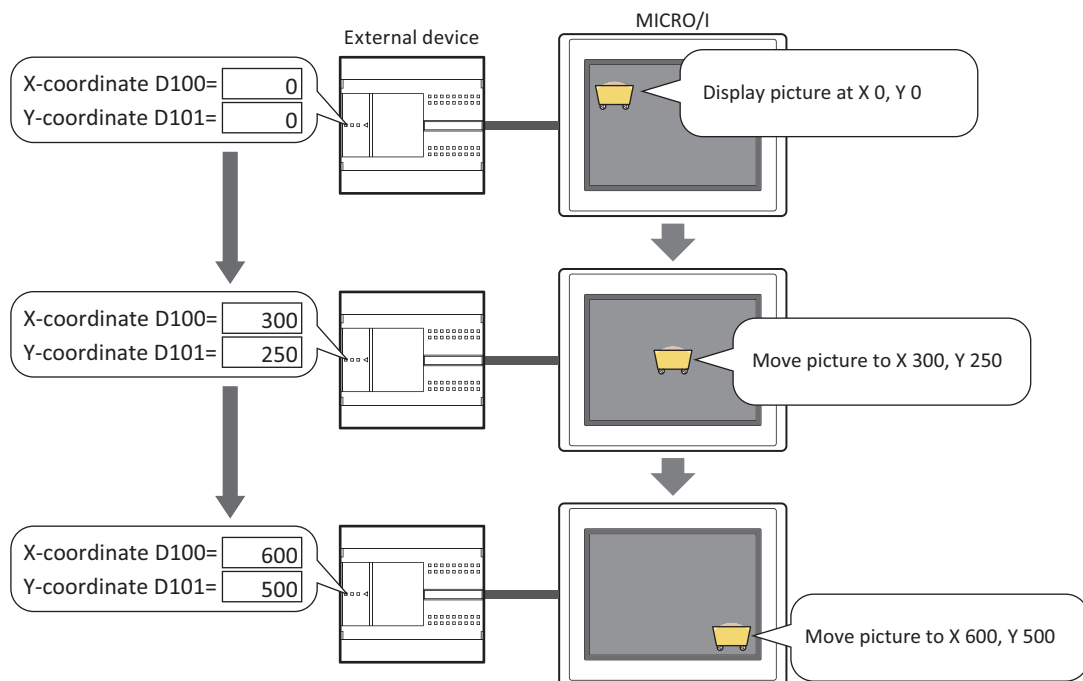 MICRO/I
External device
X-coordinate D100= 0
Y-coordinate D101= 0
Display picture at X 0, Y 0
X-coordinate D100= 300
Y-coordinate D101= 250
Move picture to X 300, Y 250
X-coordinate D100= 600
Y-coordinate D101= 500
Move picture to X 600, Y 500